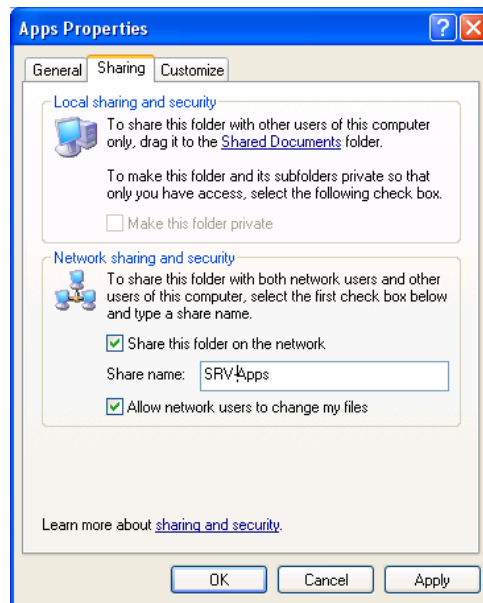 Apps Properties
General Sharing Customize
Local sharing and security
To share this folder with other users of this computer
only, drag it to the Shared Documents folder.
To make this folder and its subfolders private so that
only you have access, select the following check box.
Make this folder private
Network sharing and security
To share this folder with both network users and other
users of this computer, select the first check box below
and type a share name.
Share this folder on the network
Share name: SRV-Apps
Allow network users to change my files
Learn more about sharing and security.
OK Cancel Apply